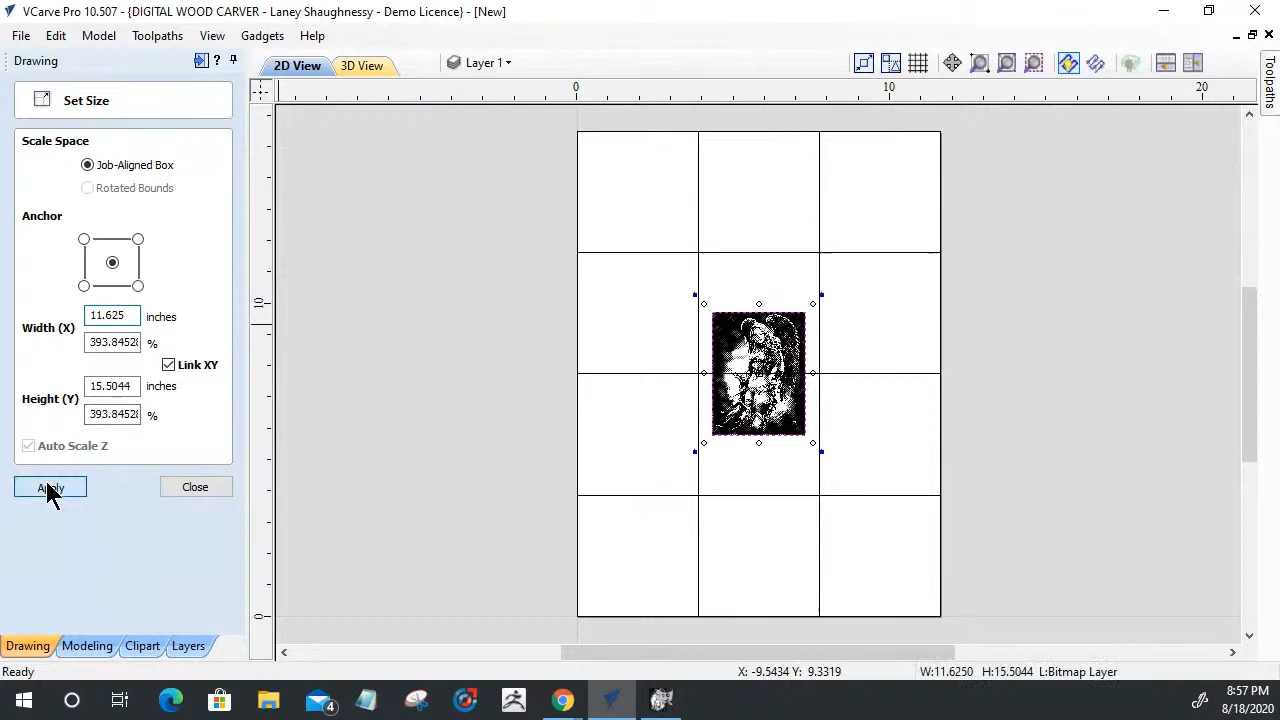 VCarve Pro 10.507 - {DIGITAL WOOD CARVER - Laney Shaughnessy - Demo Licence} - [New]
File Edit Model Toolpaths View Gadgets Help
Drawing
2D View 3D View Layer 1
Toolpaths
0 10 20
Set Size
Scale Space
Job-Aligned Box
Rotated Bounds
Anchor
10
11.625 inches
Width (X)
393.84528 %
Link XY
15.5044 inches
Height (Y)
393.84528 %
Auto Scale Z
Apply Close
0
Drawing Modeling Clipart Layers
Ready X: -9.5434 Y: 9.3319 W:11.6250 H:15.5044 L:Bitmap Layer
4
8:57 PM
8/18/2020